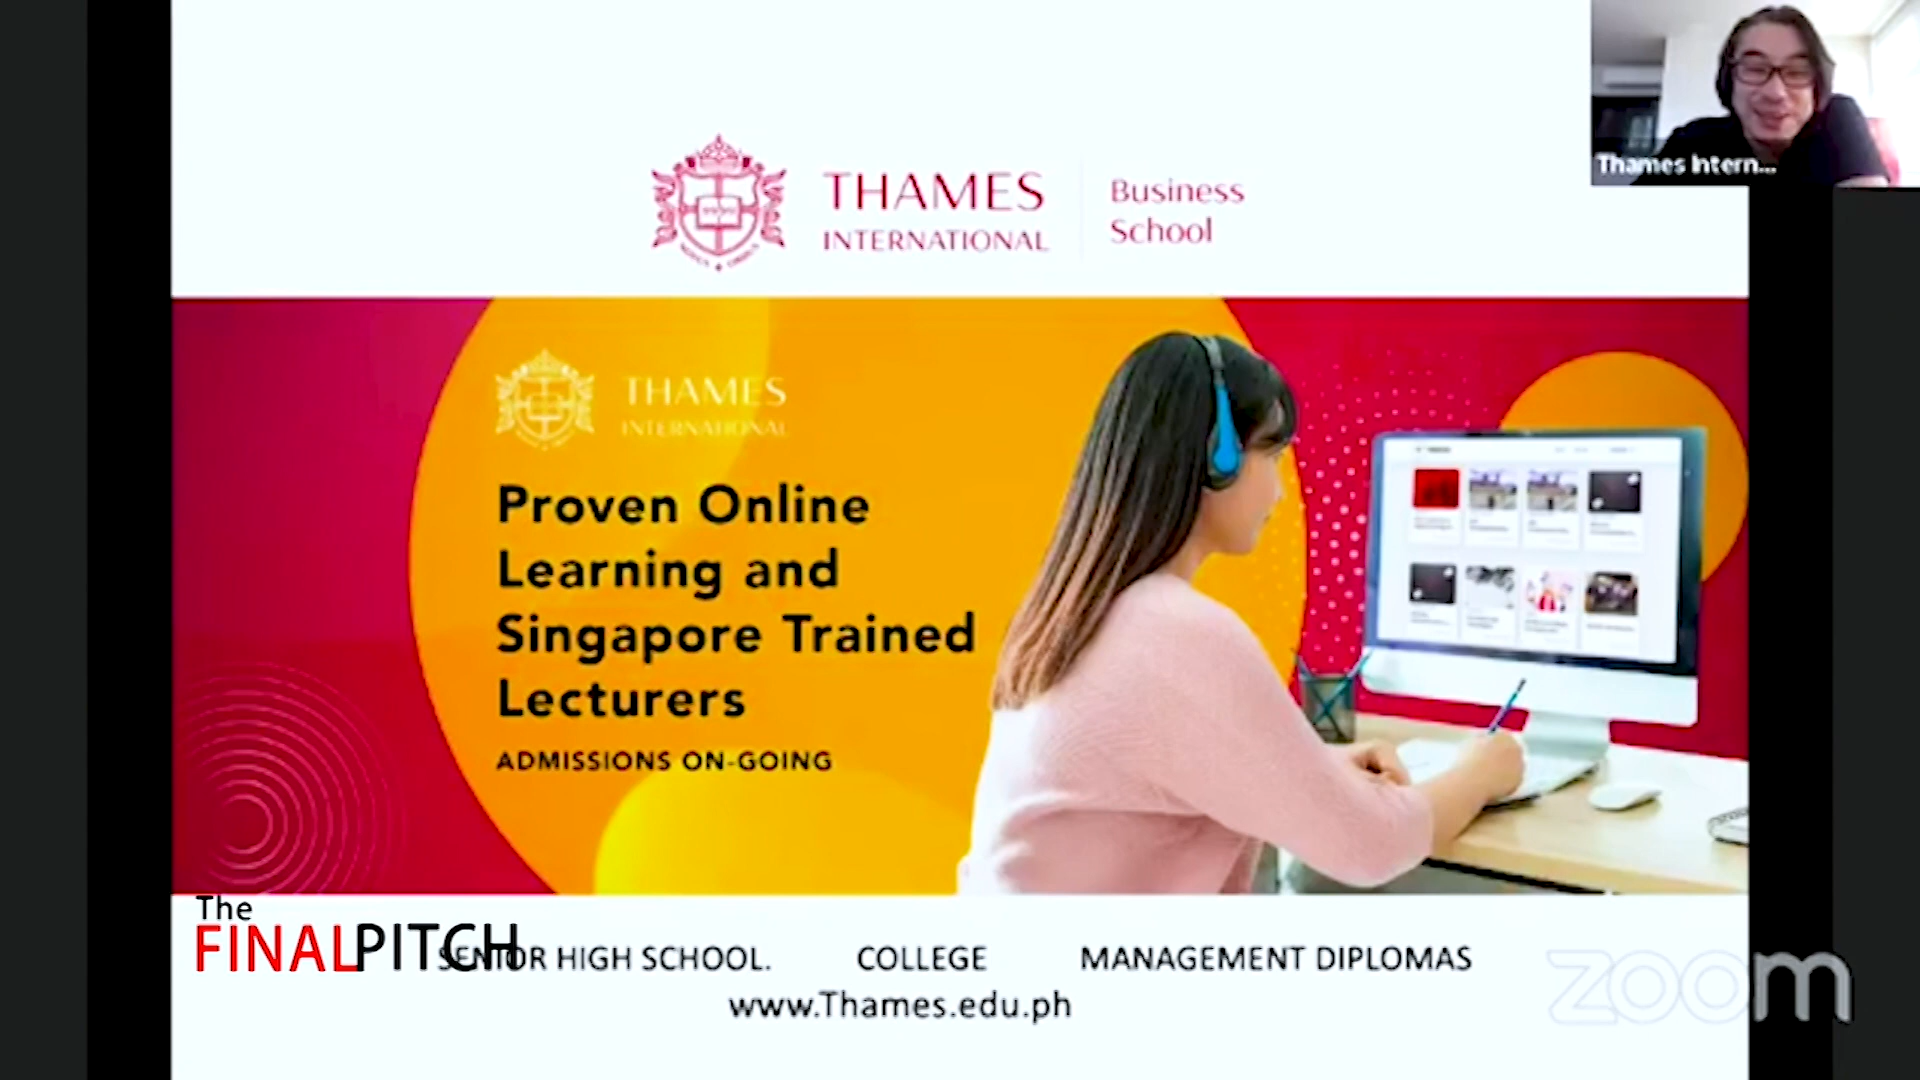 THAMES
INTERNATIONAL
Business
School
Thames Intern...
THAMES
INTERNATIONAL
Proven Online
Learning and
Singapore Trained
Lecturers
ADMISSIONS ON-GOING
The
FINALPITCH
SENIOR HIGH SCHOOL. COLLEGE MANAGEMENT DIPLOMAS
www.Thames.edu.ph
zoom